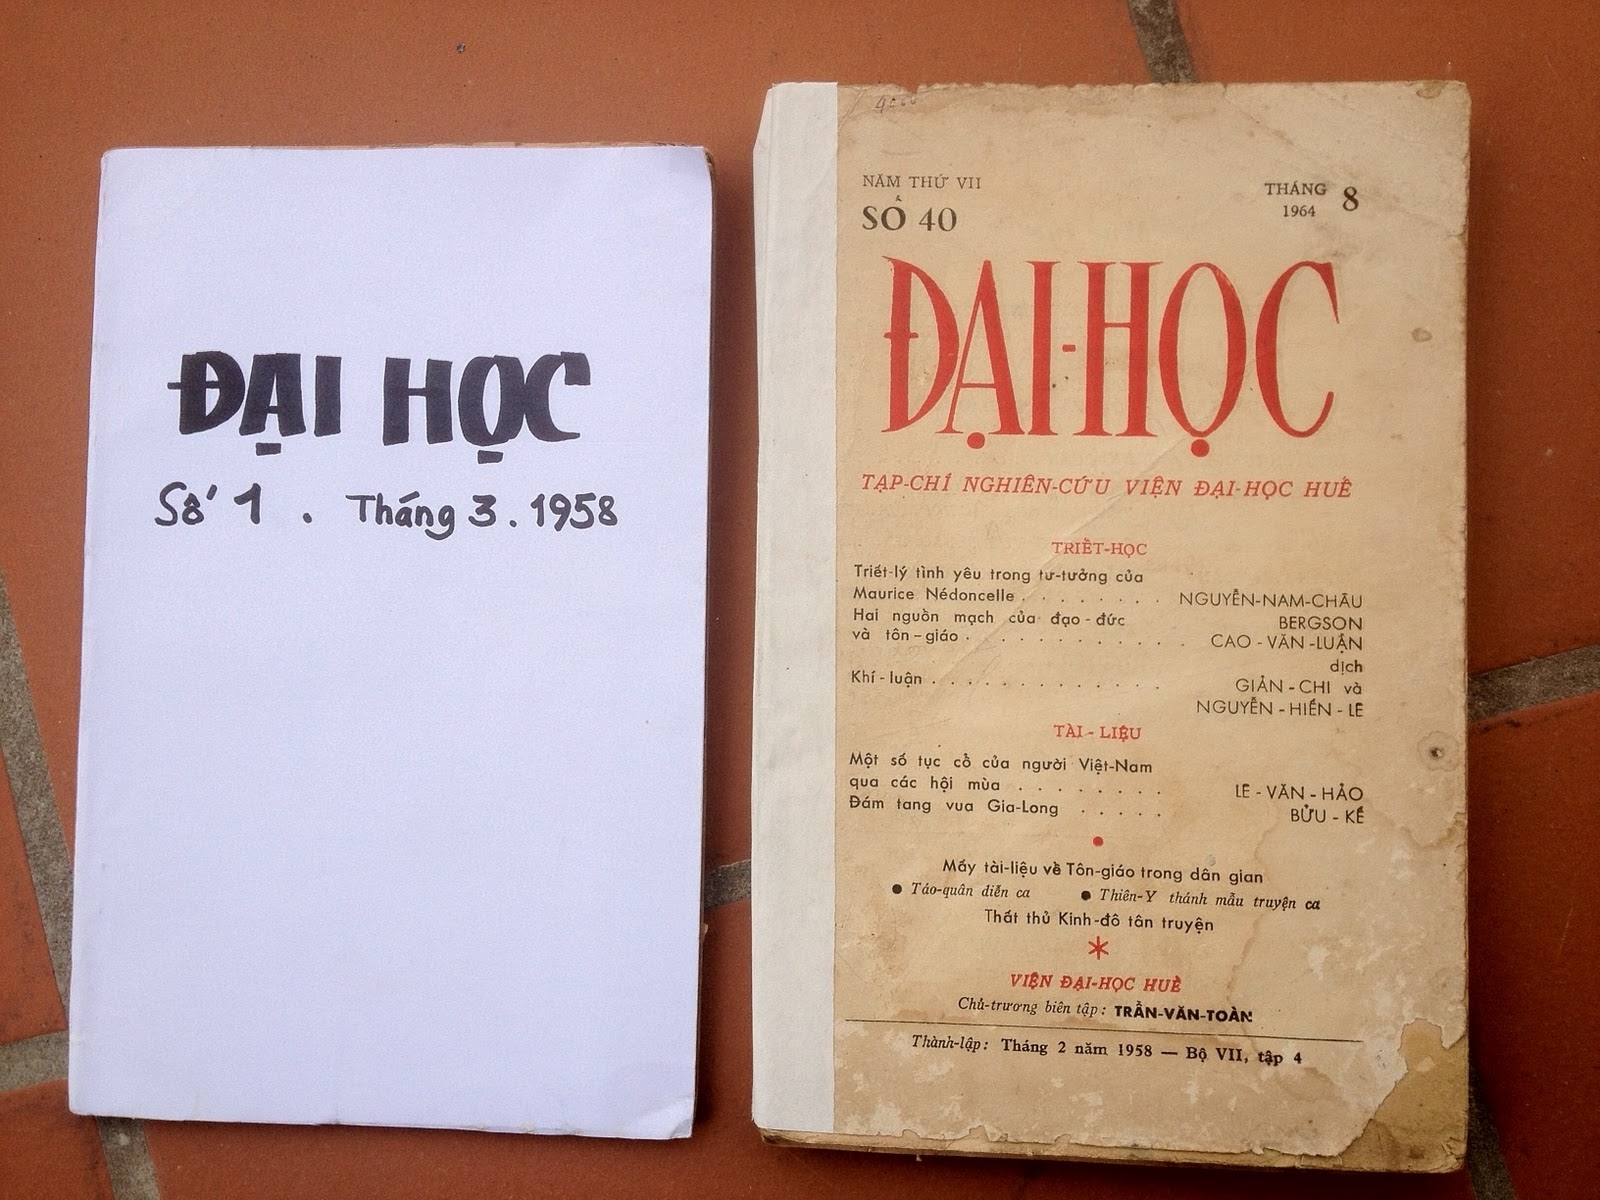 ĐẠI HỌC
Số 1 . Tháng 3 . 1958
NĂM THỨ VII
SỐ 40
THÁNG 8
1964
ĐẠI-HỌC
TẠP-CHÍ NGHIÊN-CỨU VIỆN ĐẠI-HỌC HUẾ
TRIẾT-HỌC
Triết-lý tình yêu trong tư-tưởng của
Maurice Nédoncelle . . . . . . . . NGUYỄN-NAM-CHÂU
Hai nguồn mạch của đạo-đức BERGSON
và tôn-giáo . . . . . . . . . . . . CAO-VĂN-LUẬN
dịch
Khí-luận . . . . . . . . . . . . . GIẢN-CHI và
NGUYỄN-HIẾN-LÊ
TÀI-LIỆU
Một số tục cổ của người Việt-Nam
qua các hội mùa . . . . . . . . LÊ-VĂN-HẢO
Đám tang vua Gia-Long . . . . . BỬU-KẾ
Mấy tài-liệu về Tôn-giáo trong dân gian
● Táo-quân diễn ca ● Thiên-Y thánh mẫu truyện ca
Thất thủ Kinh-đô tân truyện
VIỆN ĐẠI-HỌC HUẾ
Chủ-trương biên tập: TRẦN-VĂN-TOÀN
Thành-lập: Tháng 2 năm 1958 — Bộ VII, tập 4